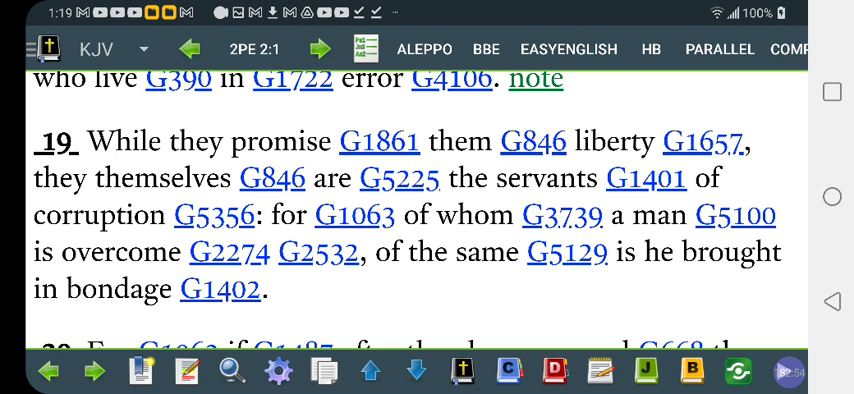 1:19 100%
KJV 2PE 2:1 ALEPPO BBE EASYENGLISH HB PARALLEL
who live G390 in G1722 error G4106. note
19 While they promise G1861 them G846 liberty G1657,
they themselves G846 are G5225 the servants G1401 of
corruption G5356: for G1063 of whom G3739 a man G5100
is overcome G2274 G2532, of the same G5129 is he brought
in bondage G1402.